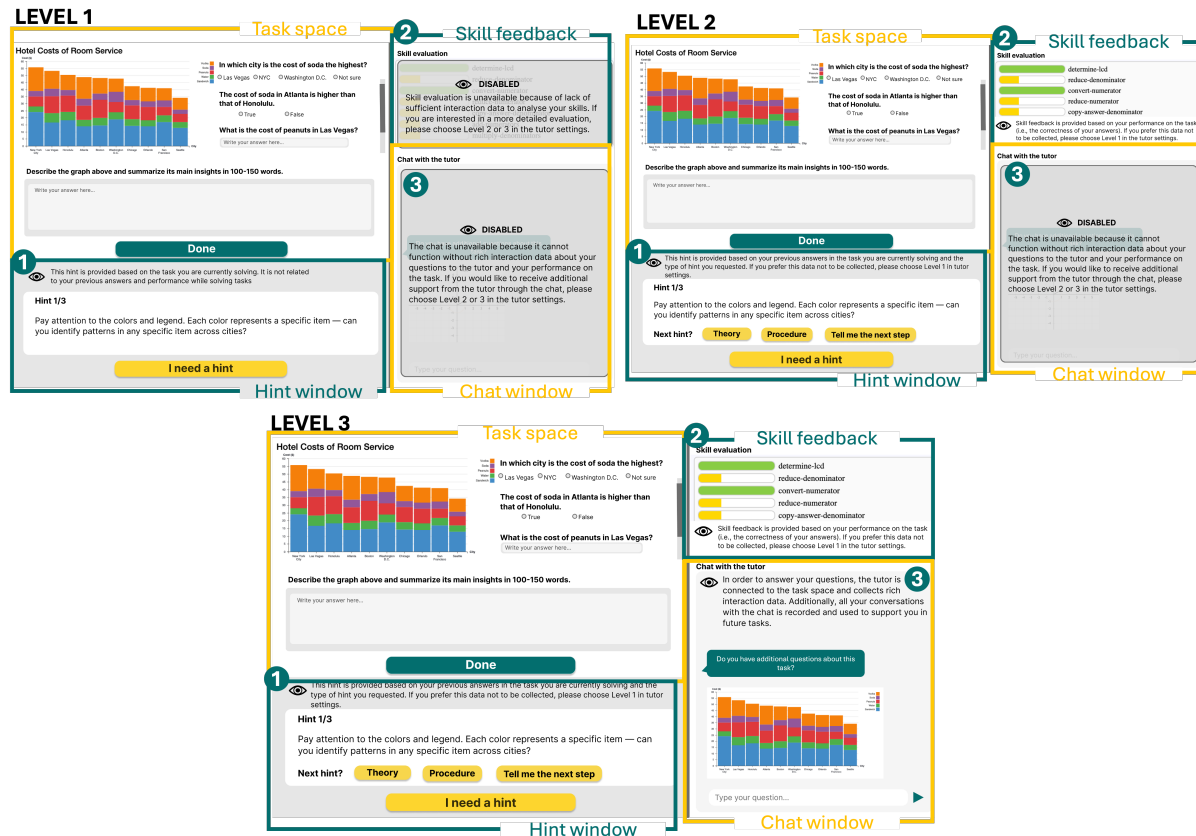 LEVEL 1
Task space
2
Skill feedback
Hotel Costs of Room Service
In which city is the cost of soda the highest?
Las Vegas NYC Washington D.C. Not sure
The cost of soda in Atlanta is higher than
that of Honolulu.
True False
What is the cost of peanuts in Las Vegas?
Write your answer here...
Describe the graph above and summarize its main insights in 100-150 words.
Write your answer here...
Done
Skill evaluation
DISABLED
Skill evaluation is unavailable because of lack of
sufficient interaction data to analyse your skills. If
you are interested in a more detailed evaluation,
please choose Level 2 or 3 in the tutor settings.
Chat with the tutor
3
DISABLED
The chat is unavailable because it cannot
function without rich interaction data about your
questions to the tutor and your performance on
the task. If you would like to receive additional
support from the tutor through the chat, please
choose Level 2 or 3 in the tutor settings.
Type your question...
1
This hint is provided based on the task you are currently solving. It is not related
to your previous answers and performance while solving tasks
Hint 1/3
Pay attention to the colors and legend. Each color represents a specific item — can
you identify patterns in any specific item across cities?
I need a hint
Hint window
Chat window
LEVEL 2
Task space
2
Skill feedback
Hotel Costs of Room Service
In which city is the cost of soda the highest?
Las Vegas NYC Washington D.C. Not sure
The cost of soda in Atlanta is higher than
that of Honolulu.
True False
What is the cost of peanuts in Las Vegas?
Write your answer here...
Describe the graph above and summarize its main insights in 100-150 words.
Write your answer here...
Done
Skill evaluation
determine-lcd
reduce-denominator
convert-numerator
reduce-numerator
copy-answer-denominator
Skill feedback is provided based on your performance on the task
(i.e., the correctness of your answers). If you prefer this data not
to be collected, please choose Level 1 in the tutor settings.
Chat with the tutor
3
DISABLED
The chat is unavailable because it cannot
function without rich interaction data about your
questions to the tutor and your performance on
the task. If you would like to receive additional
support from the tutor through the chat, please
choose Level 2 or 3 in the tutor settings.
Type your question...
1
This hint is provided based on your previous answers in the task you are currently solving and the
type of hint you requested. If you prefer this data not to be collected, please choose Level 1 in tutor
settings.
Hint 1/3
Pay attention to the colors and legend. Each color represents a specific item — can
you identify patterns in any specific item across cities?
Next hint? Theory Procedure Tell me the next step
I need a hint
Hint window
Chat window
LEVEL 3
Task space
2
Skill feedback
Hotel Costs of Room Service
In which city is the cost of soda the highest?
Las Vegas NYC Washington D.C. Not sure
The cost of soda in Atlanta is higher than
that of Honolulu.
True False
What is the cost of peanuts in Las Vegas?
Write your answer here...
Describe the graph above and summarize its main insights in 100-150 words.
Write your answer here...
Done
Skill evaluation
determine-lcd
reduce-denominator
convert-numerator
reduce-numerator
copy-answer-denominator
Skill feedback is provided based on your performance on the task
(i.e., the correctness of your answers). If you prefer this data not
to be collected, please choose Level 1 in the tutor settings.
Chat with the tutor
3
In order to answer your questions, the tutor is
connected to the task space and collects rich
interaction data. Additionally, all your conversations
with the chat is recorded and used to support you in
future tasks.
Do you have additional questions about this
task?
Type your question...
1
This hint is provided based on your previous answers in the task you are currently solving and the
type of hint you requested. If you prefer this data not to be collected, please choose Level 1 in tutor
settings.
Hint 1/3
Pay attention to the colors and legend. Each color represents a specific item — can
you identify patterns in any specific item across cities?
Next hint? Theory Procedure Tell me the next step
I need a hint
Hint window
Chat window